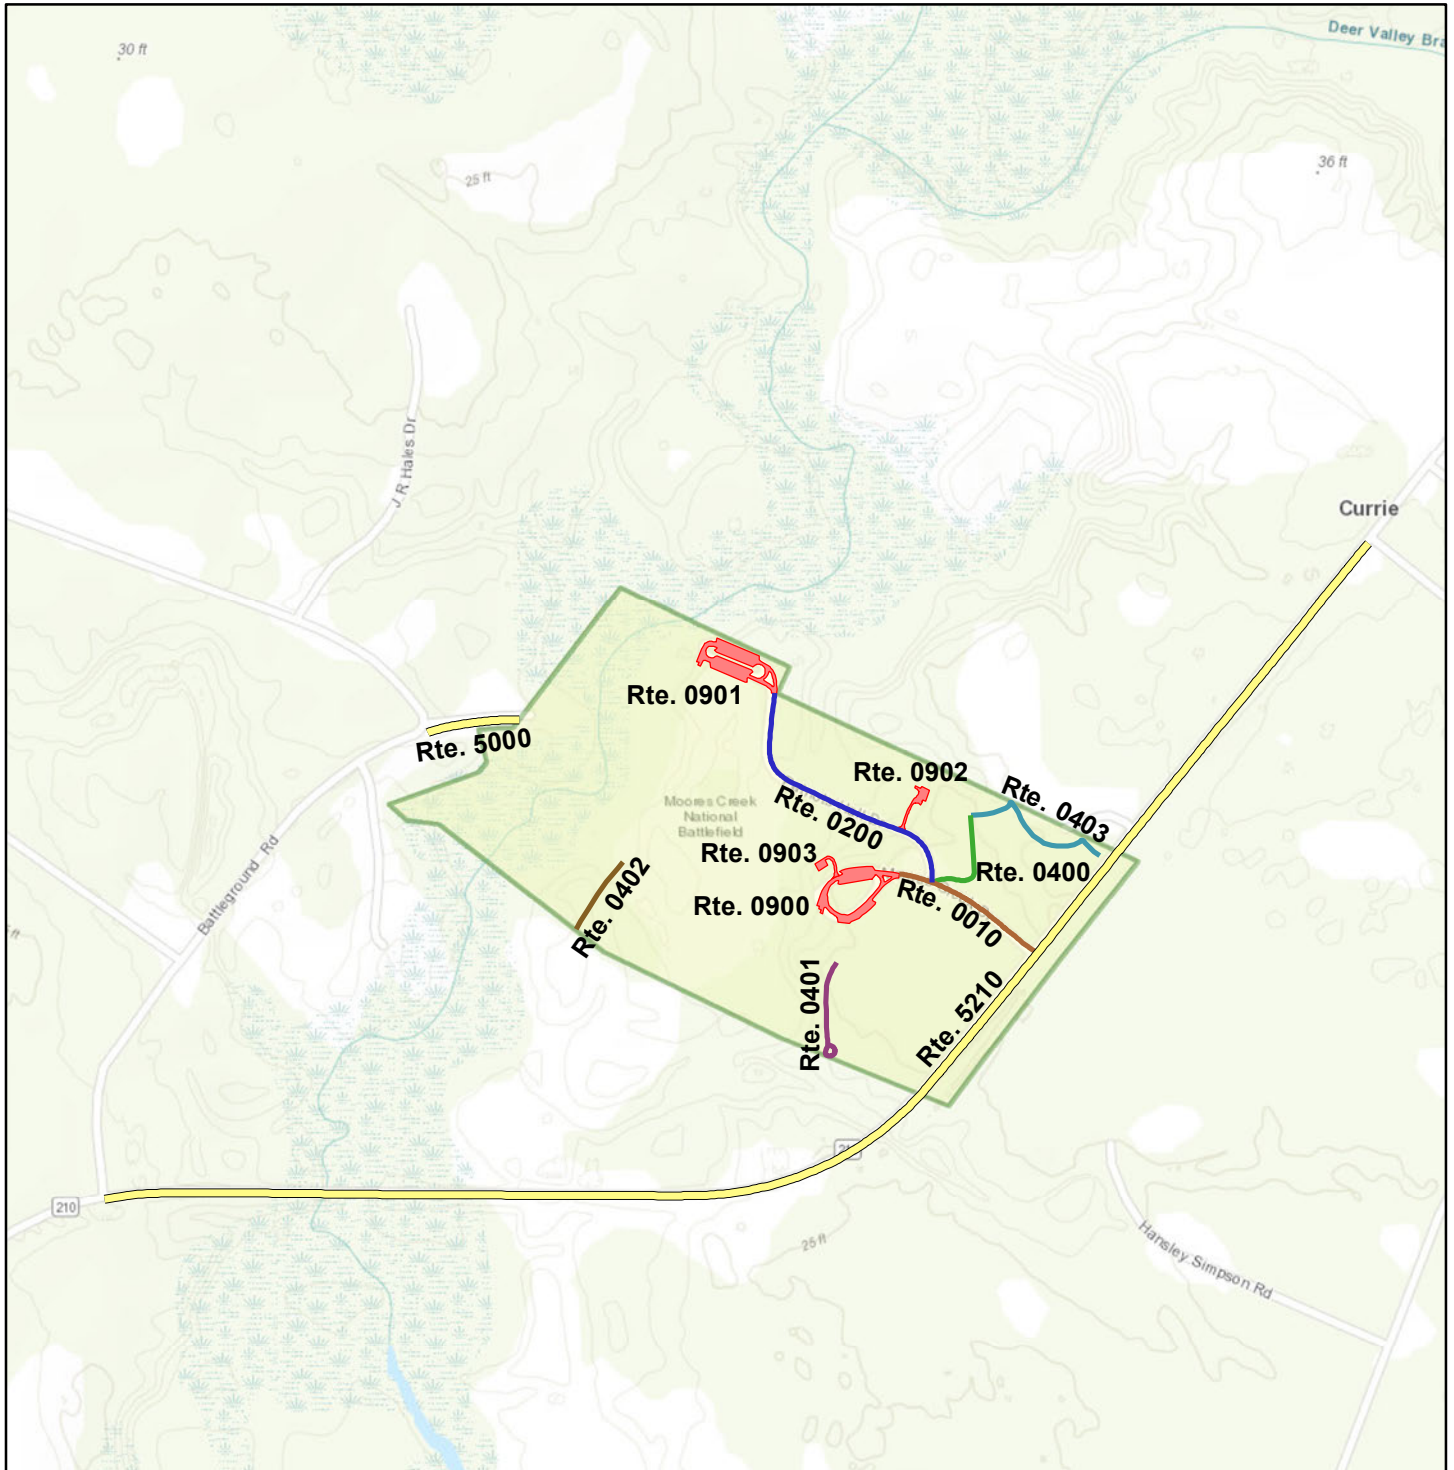 Deer Valley Bra
30 ft
36 ft
25 ft
J R Hales Dr
Currie
Rte. 0901
Rte. 5000
Rte. 0902
Rte. 0403
Moores Creek
National
Battlefield
Rte. 0200
Rte. 0903
Rte. 0400
Battleground Rd
Rte. 0402
Rte. 0900
Rte. 0010
ft
Rte. 0401
Rte. 5210
210
25 ft
Hansley Simpson Rd